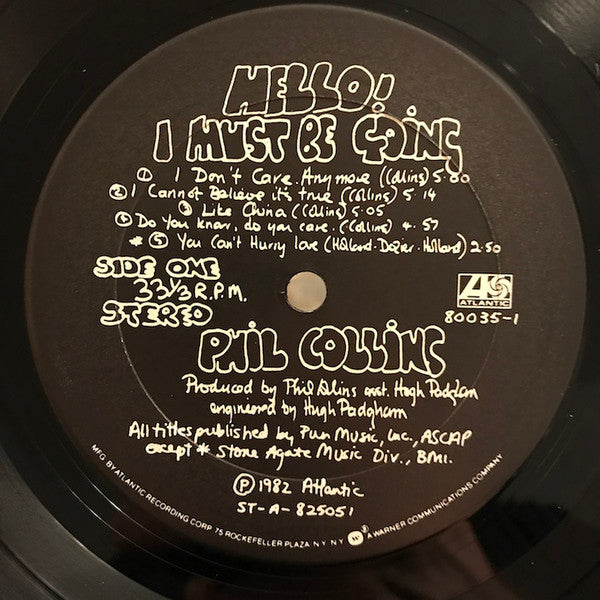 HELLO!
I MUST BE GOING
① I Don't Care Anymore (Collins) 5.00
② I Cannot Believe it's true (Collins) 5.14
③ Like China (Collins) 5.05
④ Do you know, do you care. (Collins) 4.57
* ⑤ You Can't Hurry love (Holland-Dozier-Holland) 2.50
SIDE ONE
33⅓ R.P.M.
STEREO
ATLANTIC
80035-1
PHIL COLLINS
Produced by Phil Collins asst. Hugh Padgham
engineered by Hugh Padgham
All titles published by Pun Music, Inc., ASCAP
except * Stone Agate Music Div., BMI.
Ⓟ 1982 Atlantic
ST-A-825051
MFG BY ATLANTIC RECORDING CORP 75 ROCKEFELLER PLAZA NY NY W ® A WARNER COMMUNICATIONS COMPANY